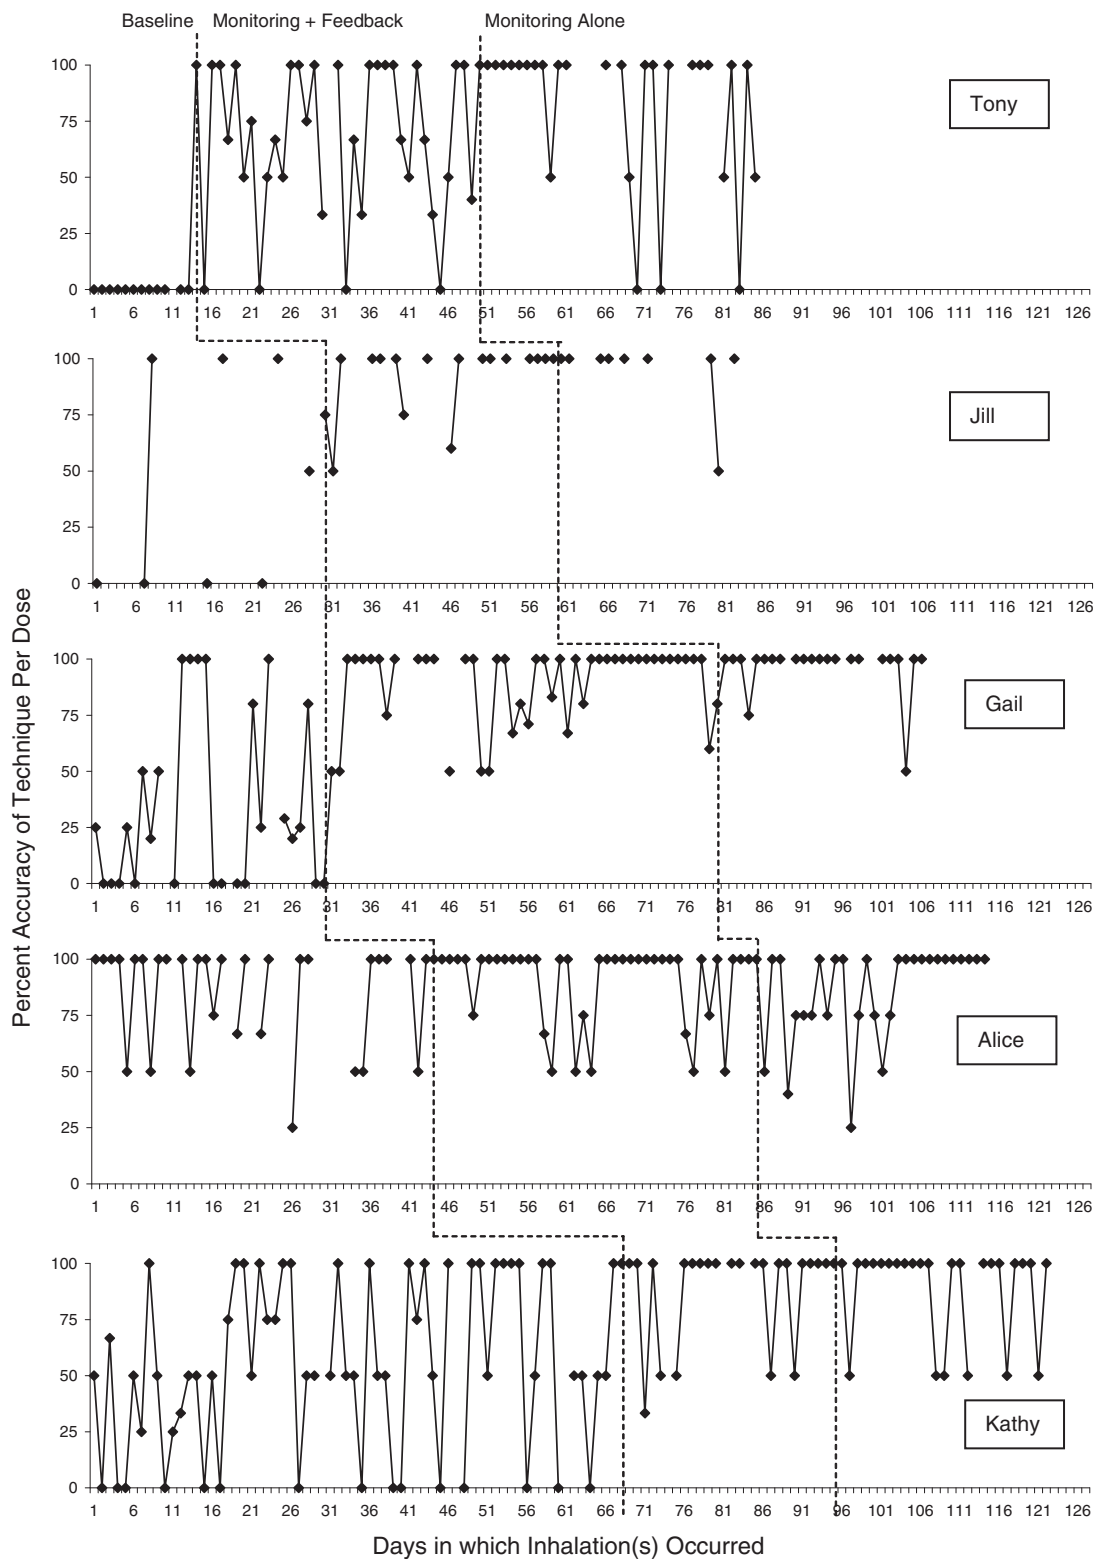 Baseline Monitoring + Feedback Monitoring Alone
100
75
50
25
0
Tony
1 6 11 16 21 26 31 36 41 46 51 56 61 66 71 76 81 86 91 96 101 106 111 116 121 126
100
75
50
25
0
Jill
1 6 11 16 21 26 31 36 41 46 51 56 61 66 71 76 81 86 91 96 101 106 111 116 121 126
100
75
50
25
0
Gail
1 6 11 16 21 26 31 36 41 46 51 56 61 66 71 76 81 86 91 96 101 106 111 116 121 126
100
75
50
25
0
Alice
1 6 11 16 21 26 31 36 41 46 51 56 61 66 71 76 81 86 91 96 101 106 111 116 121 126
100
75
50
25
0
Kathy
1 6 11 16 21 26 31 36 41 46 51 56 61 66 71 76 81 86 91 96 101 106 111 116 121 126
Percent Accuracy of Technique Per Dose
Days in which Inhalation(s) Occurred